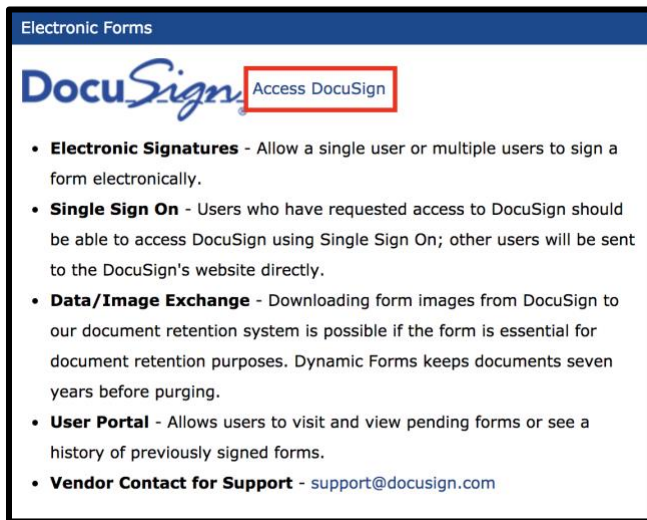 Electronic Forms
DocuSign® Access DocuSign
• Electronic Signatures - Allow a single user or multiple users to sign a
form electronically.
• Single Sign On - Users who have requested access to DocuSign should
be able to access DocuSign using Single Sign On; other users will be sent
to the DocuSign's website directly.
• Data/Image Exchange - Downloading form images from DocuSign to
our document retention system is possible if the form is essential for
document retention purposes. Dynamic Forms keeps documents seven
years before purging.
• User Portal - Allows users to visit and view pending forms or see a
history of previously signed forms.
• Vendor Contact for Support - support@docusign.com